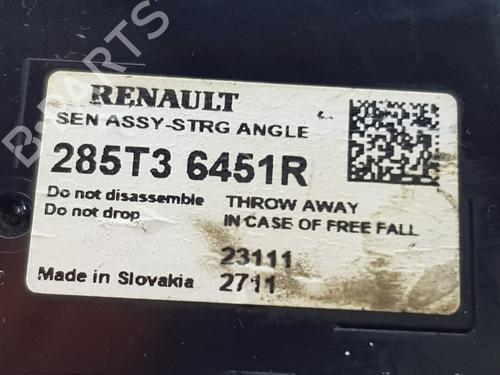 RENAULT
SEN ASSY-STRG ANGLE
285T3 6451R
Do not disassemble THROW AWAY
Do not drop IN CASE OF FREE FALL
23111
Made in Slovakia 2711